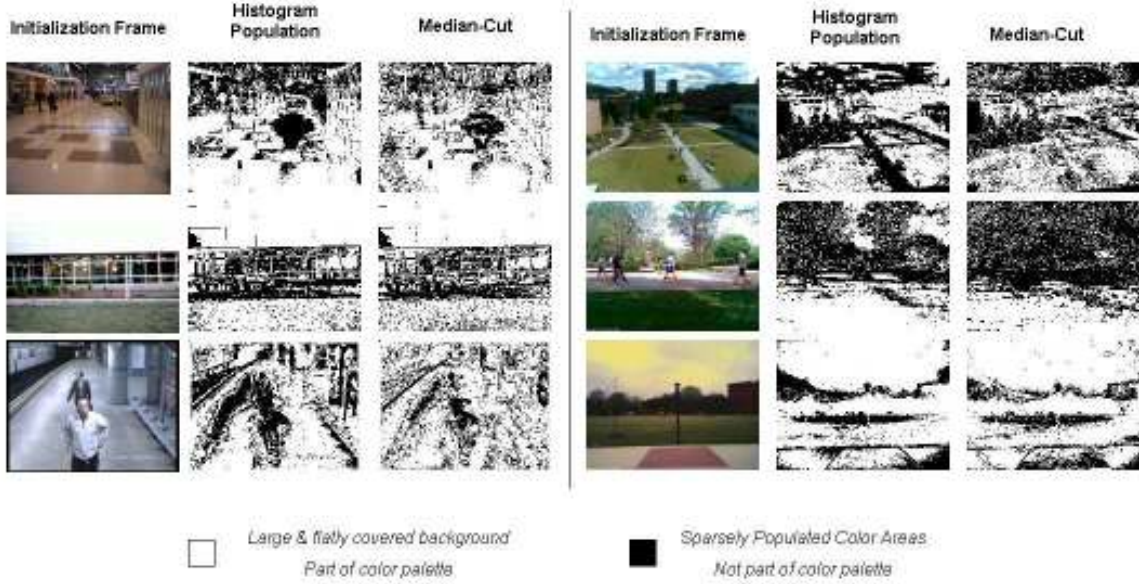 Initialization Frame
Histogram
Population
Median-Cut
Initialization Frame
Histogram
Population
Median-Cut
Large & flatly covered background
Part of color palette
Sparsely Populated Color Areas
Not part of color palette